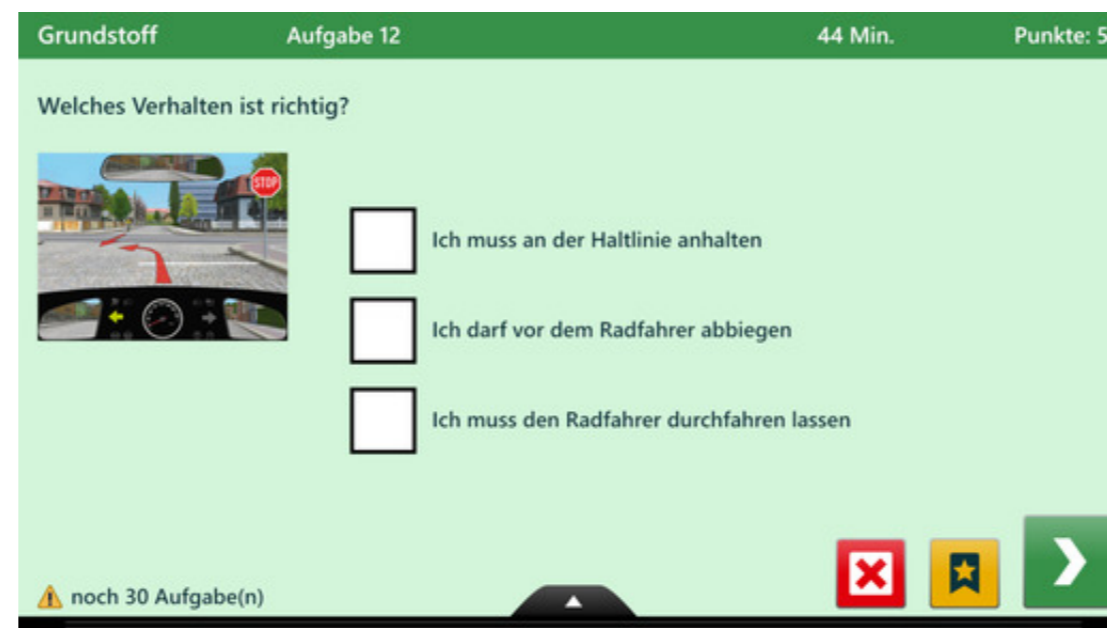 Grundstoff Aufgabe 12 44 Min. Punkte: 5
Welches Verhalten ist richtig?
STOP
Ich muss an der Haltlinie anhalten
Ich darf vor dem Radfahrer abbiegen
Ich muss den Radfahrer durchfahren lassen
noch 30 Aufgabe(n)